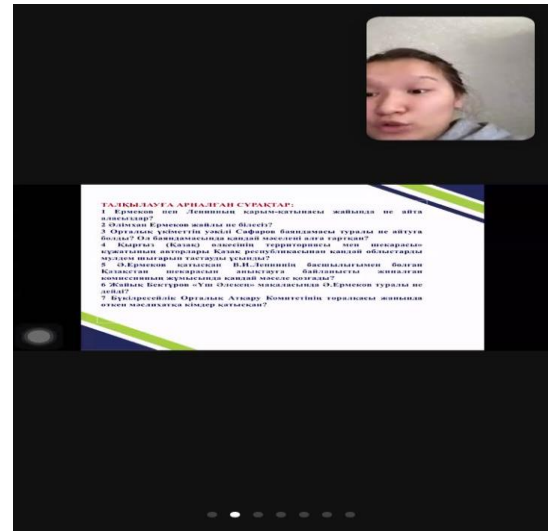 ТАЛҚЫЛАУҒА АРНАЛҒАН СҰРАҚТАР:
1 Ермеков пен Лениннің қарым-қатынасы жайында не айта
аласыздар?
2 Әлімхан Ермеков жайлы не білесіз?
3 Орталық үкіметтің уәкілі Сафаров баяндамасы туралы не айтуға
болды? Ол баяндамасында қандай мәселені алға тартқан?
4 Қырғыз (Қазақ) өлкесінің территориясы мен шекарасы»
құжатының авторлары Қазақ республикасынан қандай облыстарды
мүлдем шығарып тастауды ұсынды?
5 Ә.Ермеков қатысқан В.И.Лениннің басшылығымен болған
Қазақстан шекарасын анықтауға байланысты жиналған
комиссияның жұмысында қандай мәселе қозғады?
6 Жайық Бектұров «Үш Әлекең» мақаласында Ә.Ермеков туралы не
дейді?
7 Бүкілресейлік Орталық Атқару Комитетінің төралқасы жанында
өткен мәслихатқа кімдер қатысқан?